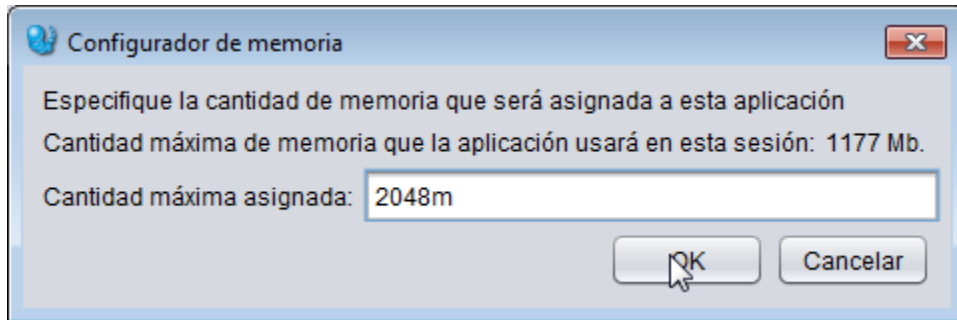 Configurador de memoria
Especifique la cantidad de memoria que será asignada a esta aplicación
Cantidad máxima de memoria que la aplicación usará en esta sesión: 1177 Mb.
Cantidad máxima asignada: 2048m
OK Cancelar